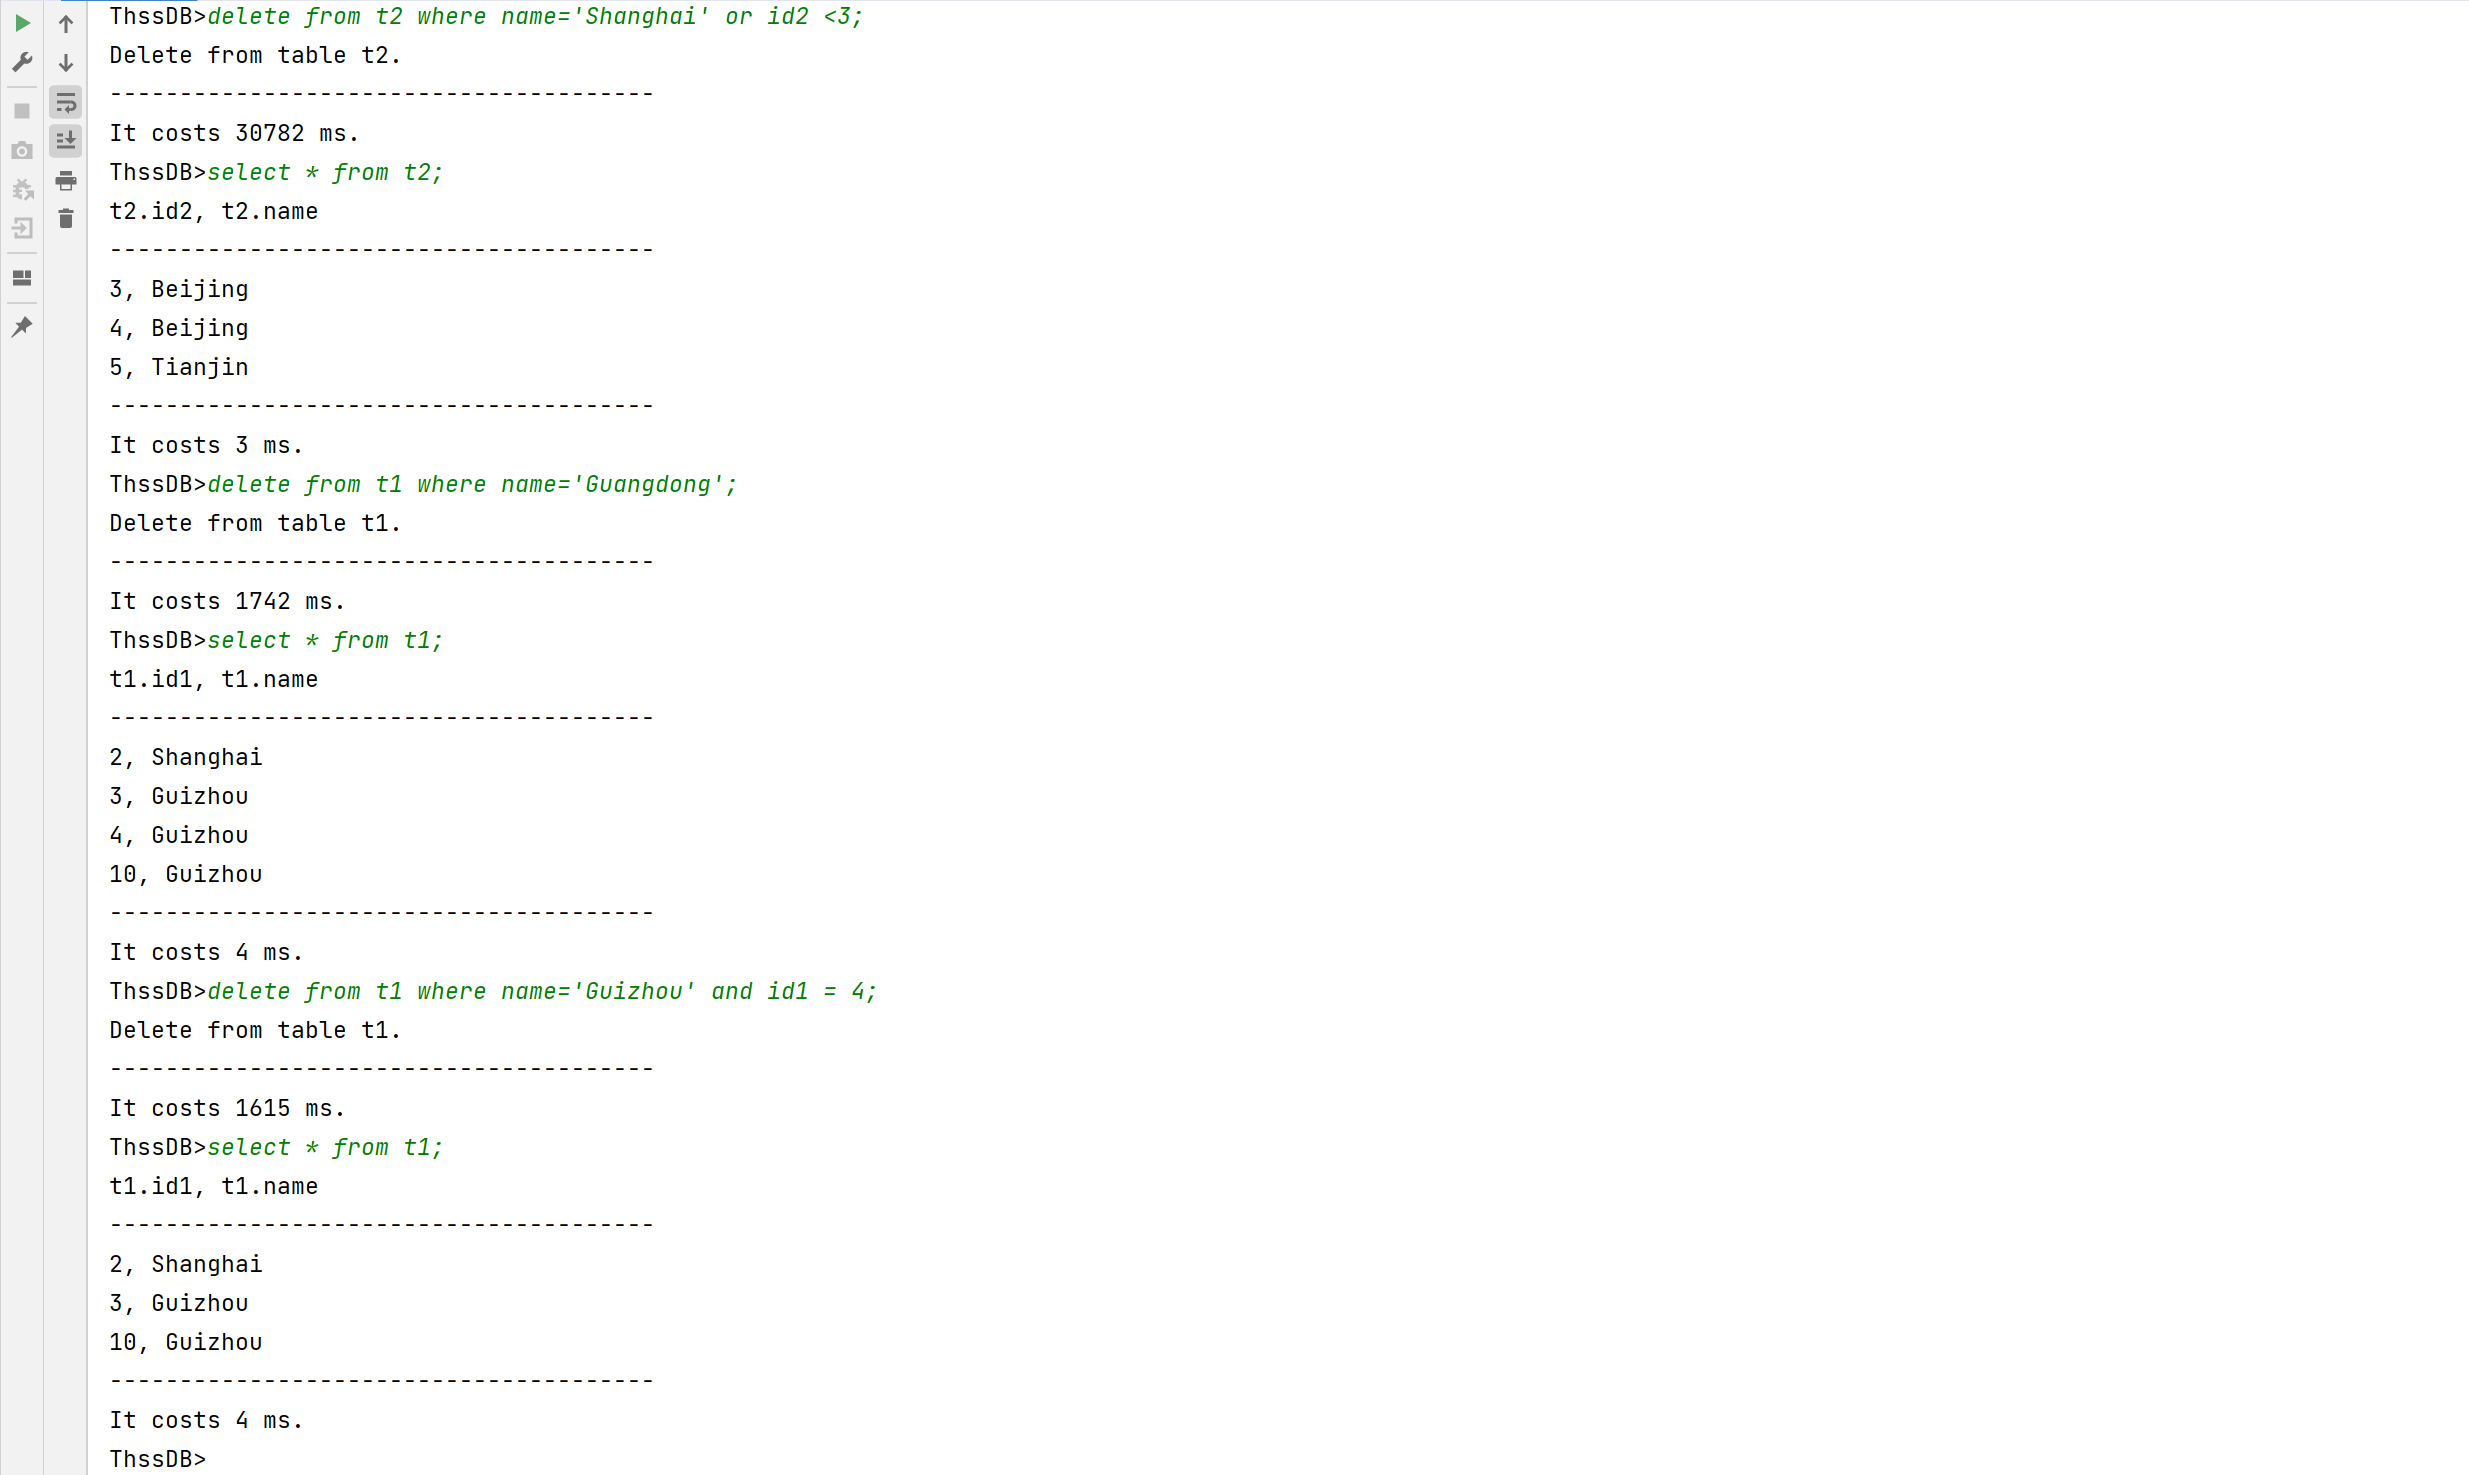 ThssDB>delete from t2 where name='Shanghai' or id2 <3;
Delete from table t2.
---------------------------------------
It costs 30782 ms.
ThssDB>select * from t2;
t2.id2, t2.name
---------------------------------------
3, Beijing
4, Beijing
5, Tianjin
---------------------------------------
It costs 3 ms.
ThssDB>delete from t1 where name='Guangdong';
Delete from table t1.
---------------------------------------
It costs 1742 ms.
ThssDB>select * from t1;
t1.id1, t1.name
---------------------------------------
2, Shanghai
3, Guizhou
4, Guizhou
10, Guizhou
---------------------------------------
It costs 4 ms.
ThssDB>delete from t1 where name='Guizhou' and id1 = 4;
Delete from table t1.
---------------------------------------
It costs 1615 ms.
ThssDB>select * from t1;
t1.id1, t1.name
---------------------------------------
2, Shanghai
3, Guizhou
10, Guizhou
---------------------------------------
It costs 4 ms.
ThssDB>